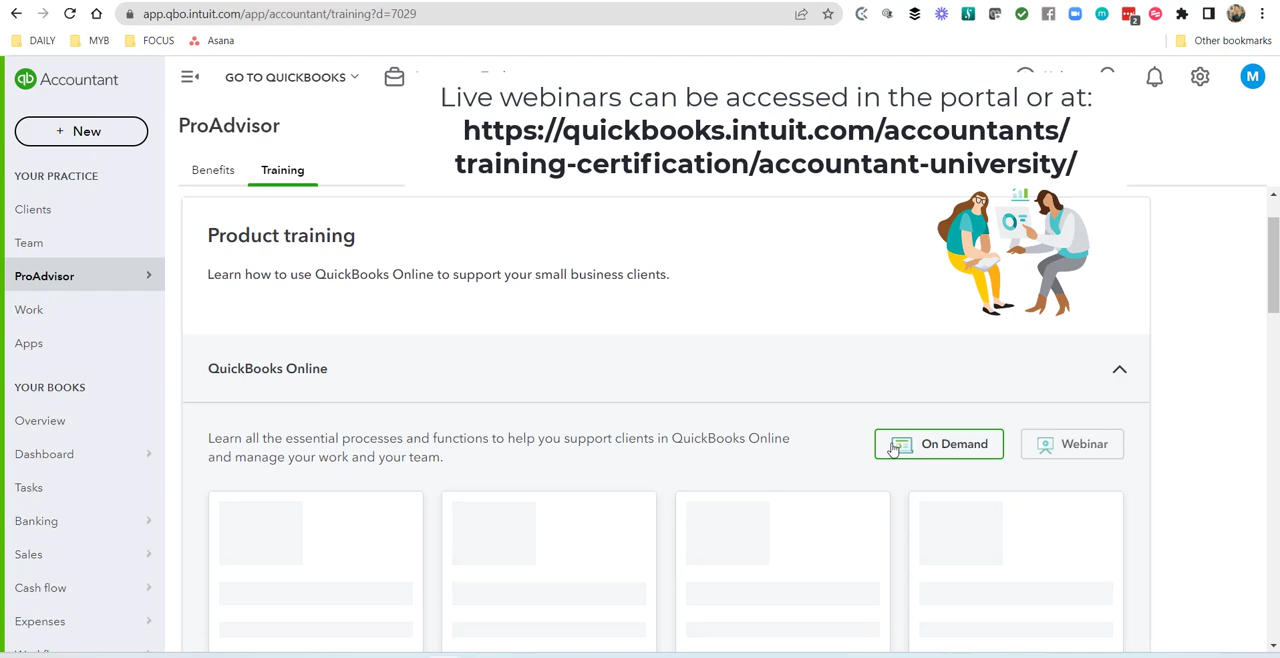 app.qbo.intuit.com/app/accountant/training?d=7029
2
DAILY
MYB
FOCUS
Asana
Other bookmarks
qb Accountant
GO TO QUICKBOOKS
M
Live webinars can be accessed in the portal or at:
https://quickbooks.intuit.com/accountants/
training-certification/accountant-university/
+ New
ProAdvisor
Benefits
Training
YOUR PRACTICE
Clients
Team
ProAdvisor
Work
Apps
YOUR BOOKS
Overview
Dashboard
Tasks
Banking
Sales
Cash flow
Expenses
Product training
Learn how to use QuickBooks Online to support your small business clients.
QuickBooks Online
Learn all the essential processes and functions to help you support clients in QuickBooks Online
and manage your work and your team.
On Demand
Webinar